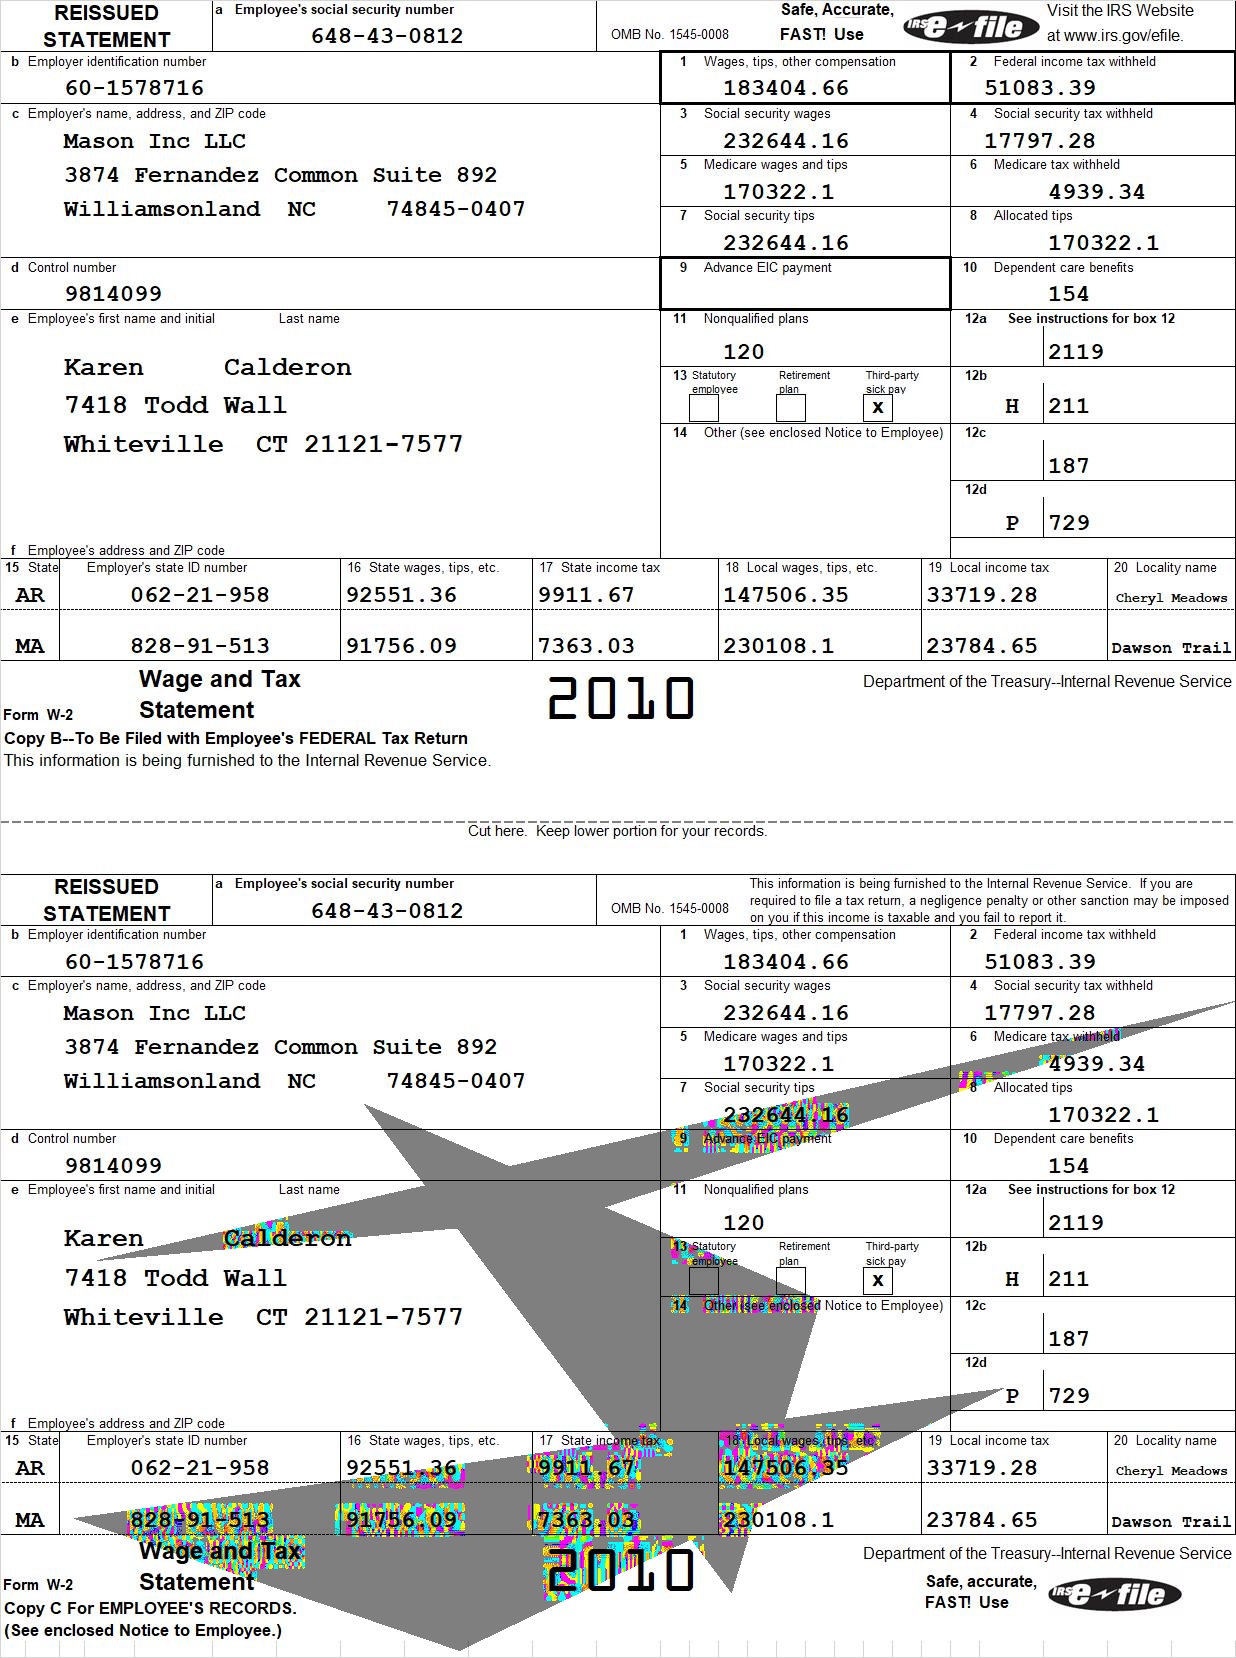 REISSUED STATEMENT
a Employee's social security number
648-43-0812
OMB No. 1545-0008
Safe, Accurate,
FAST! Use
IRS e-file
Visit the IRS Website
at www.irs.gov/efile.
b Employer identification number
60-1578716
1 Wages, tips, other compensation
183404.66
2 Federal income tax withheld
51083.39
c Employer's name, address, and ZIP code
Mason Inc LLC
3874 Fernandez Common Suite 892
Williamsonland NC 74845-0407
3 Social security wages
232644.16
4 Social security tax withheld
17797.28
5 Medicare wages and tips
170322.1
6 Medicare tax withheld
4939.34
7 Social security tips
232644.16
8 Allocated tips
170322.1
d Control number
9814099
9 Advance EIC payment
10 Dependent care benefits
154
e Employee's first name and initial Last name
Karen Calderon
7418 Todd Wall
Whiteville CT 21121-7577
11 Nonqualified plans
120
12a See instructions for box 12
2119
13 Statutory employee
Retirement plan
Third-party sick pay
X
12b
H 211
14 Other (see enclosed Notice to Employee)
12c
187
12d
P 729
f Employee's address and ZIP code
15 State Employer's state ID number 16 State wages, tips, etc. 17 State income tax 18 Local wages, tips, etc. 19 Local income tax 20 Locality name
AR 062-21-958 92551.36 9911.67 147506.35 33719.28 Cheryl Meadows
MA 828-91-513 91756.09 7363.03 230108.1 23784.65 Dawson Trail
Wage and Tax
Statement
Form W-2
2010
Department of the Treasury--Internal Revenue Service
Copy B--To Be Filed with Employee's FEDERAL Tax Return
This information is being furnished to the Internal Revenue Service.
Cut here. Keep lower portion for your records.
REISSUED STATEMENT
a Employee's social security number
648-43-0812
OMB No. 1545-0008
This information is being furnished to the Internal Revenue Service. If you are
required to file a tax return, a negligence penalty or other sanction may be imposed
on you if this income is taxable and you fail to report it.
b Employer identification number
60-1578716
1 Wages, tips, other compensation
183404.66
2 Federal income tax withheld
51083.39
c Employer's name, address, and ZIP code
Mason Inc LLC
3874 Fernandez Common Suite 892
Williamsonland NC 74845-0407
3 Social security wages
232644.16
4 Social security tax withheld
17797.28
5 Medicare wages and tips
170322.1
6 Medicare tax withheld
4939.34
7 Social security tips
232644.16
8 Allocated tips
170322.1
d Control number
9814099
9 Advance EIC payment
10 Dependent care benefits
154
e Employee's first name and initial Last name
Karen Calderon
7418 Todd Wall
Whiteville CT 21121-7577
11 Nonqualified plans
120
12a See instructions for box 12
2119
13 Statutory employee
Retirement plan
Third-party sick pay
X
12b
H 211
14 Other (see enclosed Notice to Employee)
12c
187
12d
P 729
f Employee's address and ZIP code
15 State Employer's state ID number 16 State wages, tips, etc. 17 State income tax 18 Local wages, tips, etc. 19 Local income tax 20 Locality name
AR 062-21-958 92551.36 9911.67 147506.35 33719.28 Cheryl Meadows
MA 828-91-513 91756.09 7363.03 230108.1 23784.65 Dawson Trail
Wage and Tax
Statement
Form W-2
2010
Department of the Treasury--Internal Revenue Service
Safe, accurate,
FAST! Use
IRS e-file
Copy C For EMPLOYEE'S RECORDS.
(See enclosed Notice to Employee.)